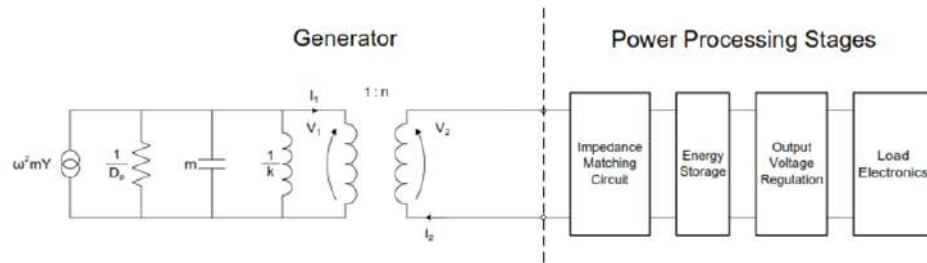 Generator
Power Processing Stages
I₁
1 : n
ω²mY
1
Dₚ
m
1
k
V₁
V₂
I₂
Impedance
Matching
Circuit
Energy
Storage
Output
Voltage
Regulation
Load
Electronics